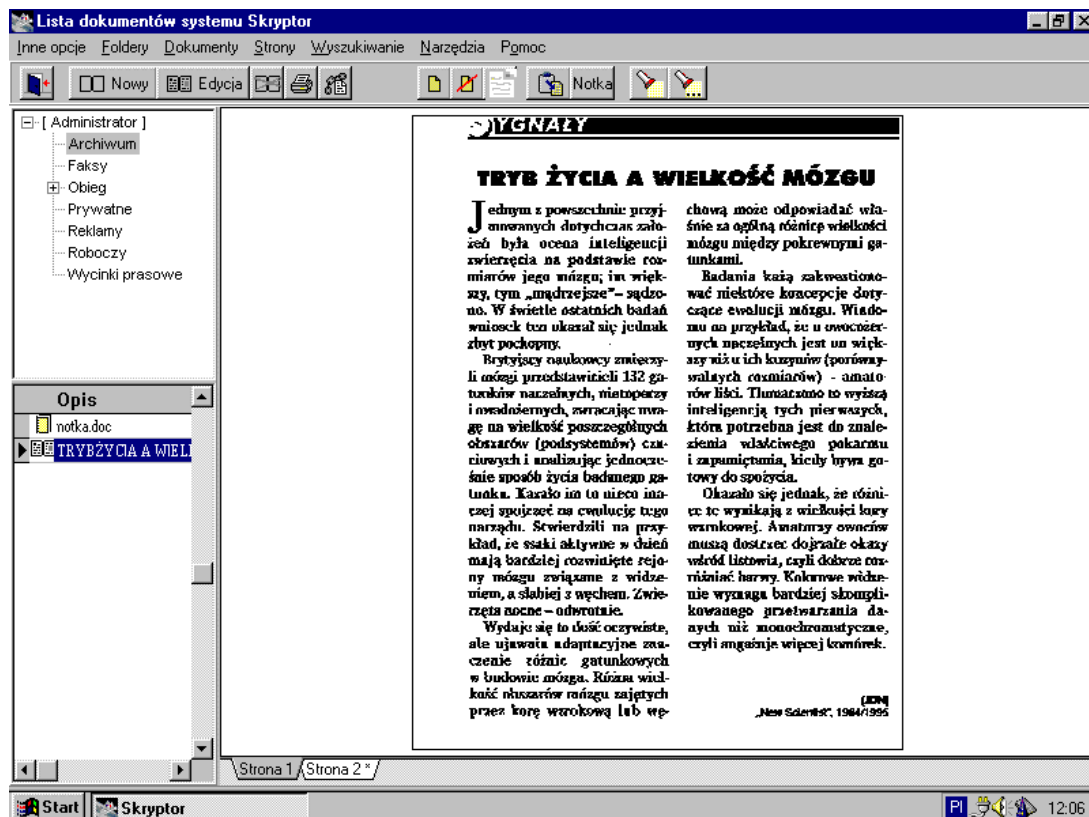 Lista dokumentów systemu Skryptor
Inne opcje Foldery Dokumenty Strony Wyszukiwanie Narzędzia Pomoc
Nowy Edycja Notka
[ Administrator ]
Archiwum
Faksy
Obieg
Prywatne
Reklamy
Roboczy
Wycinki prasowe
Opis
notka.doc
TRYBŻYCIA A WIEL
YGNAŁY
TRYB ŻYCIA A WIELKOŚĆ MÓZGU
Jednym z powszechnie przyj-
mowanych dotychczas zało-
żeń była ocena inteligencji
zwierzęcia na podstawie roz-
miarów jego mózgu; im więk-
szy, tym „mądrzejsze”– sądzo-
no. W świetle ostatnich badań
wniosek ten okazał się jednak
zbyt pochopny.
Brytyjscy naukowcy zmierzy-
li mózgi przedstawicieli 132 ga-
tunków naczelnych, nietoperzy
i owadożernych, zwracając uwa-
gę na wielkość poszczególnych
obszarów (podsystemów) czu-
ciowych i analizując jednocze-
śnie sposób życia badanego ga-
tunku. Kazało im to nieco ina-
czej spojrzeć na ewolucję tego
narządu. Stwierdzili na przy-
kład, że ssaki aktywne w dzień
mają bardziej rozwinięte rejo-
ny mózgu związane z widze-
niem, a słabiej z węchem. Zwie-
rzęta nocne – odwrotnie.
Wydaje się to dość oczywiste,
ale ujawnia adaptacyjne zna-
czenie różnic gatunkowych
w budowie mózgu. Różna wiel-
kość obszarów mózgu zajętych
przez korę wzrokową lub wę-
chową może odpowiadać wła-
śnie za ogólną różnicę wielkości
mózgu między pokrewnymi ga-
tunkami.
Badania każą zakwestiono-
wać niektóre koncepcje doty-
czące ewolucji mózgu. Wiado-
mo na przykład, że u owocożer-
nych naczelnych jest on więk-
szy niż u ich kuzynów (porówny-
walnych rozmiarów) - amato-
rów liści. Tłumaczono to wyższą
inteligencją tych pierwszych,
która potrzebna jest do znale-
zienia właściwego pokarmu
i zapamiętania, kiedy bywa go-
towy do spożycia.
Okazało się jednak, że różni-
ce te wynikają z wielkości kory
wzrokowej. Amatorzy owoców
muszą dostrzec dojrzałe okazy
wśród listowia, czyli dobrze roz-
różniać barwy. Kolorowe widze-
nie wymaga bardziej skompli-
kowanego przetwarzania da-
nych niż monochromatyczne,
czyli angażuje więcej komórek.
(JON)
„New Scientist”, 1984/1995
Strona 1 Strona 2 *
Start Skryptor Pl 12:06